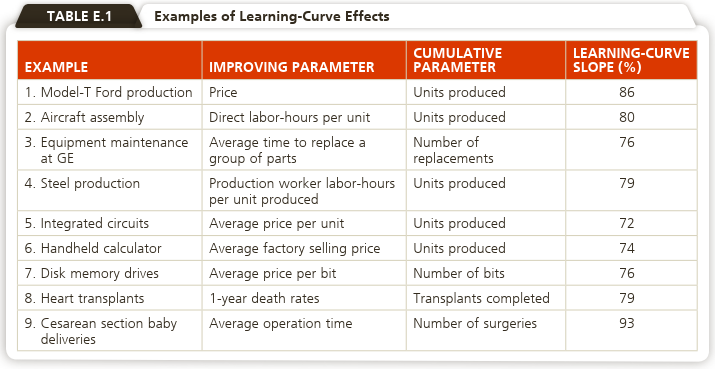 TABLE E.1 Examples of Learning-Curve Effects
EXAMPLE IMPROVING PARAMETER CUMULATIVE PARAMETER LEARNING-CURVE SLOPE (%)
1. Model-T Ford production Price Units produced 86
2. Aircraft assembly Direct labor-hours per unit Units produced 80
3. Equipment maintenance at GE Average time to replace a group of parts Number of replacements 76
4. Steel production Production worker labor-hours per unit produced Units produced 79
5. Integrated circuits Average price per unit Units produced 72
6. Handheld calculator Average factory selling price Units produced 74
7. Disk memory drives Average price per bit Number of bits 76
8. Heart transplants 1-year death rates Transplants completed 79
9. Cesarean section baby deliveries Average operation time Number of surgeries 93